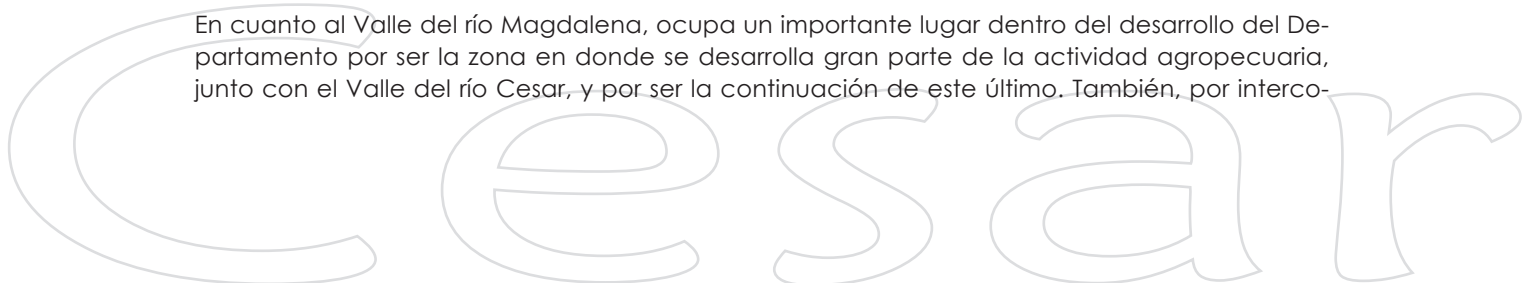 En cuanto al Valle del río Magdalena, ocupa un importante lugar dentro del desarrollo del De-
partamento por ser la zona en donde se desarrolla gran parte de la actividad agropecuaria,
junto con el Valle del río Cesar, y por ser la continuación de este último. También, por interco-
Cesar